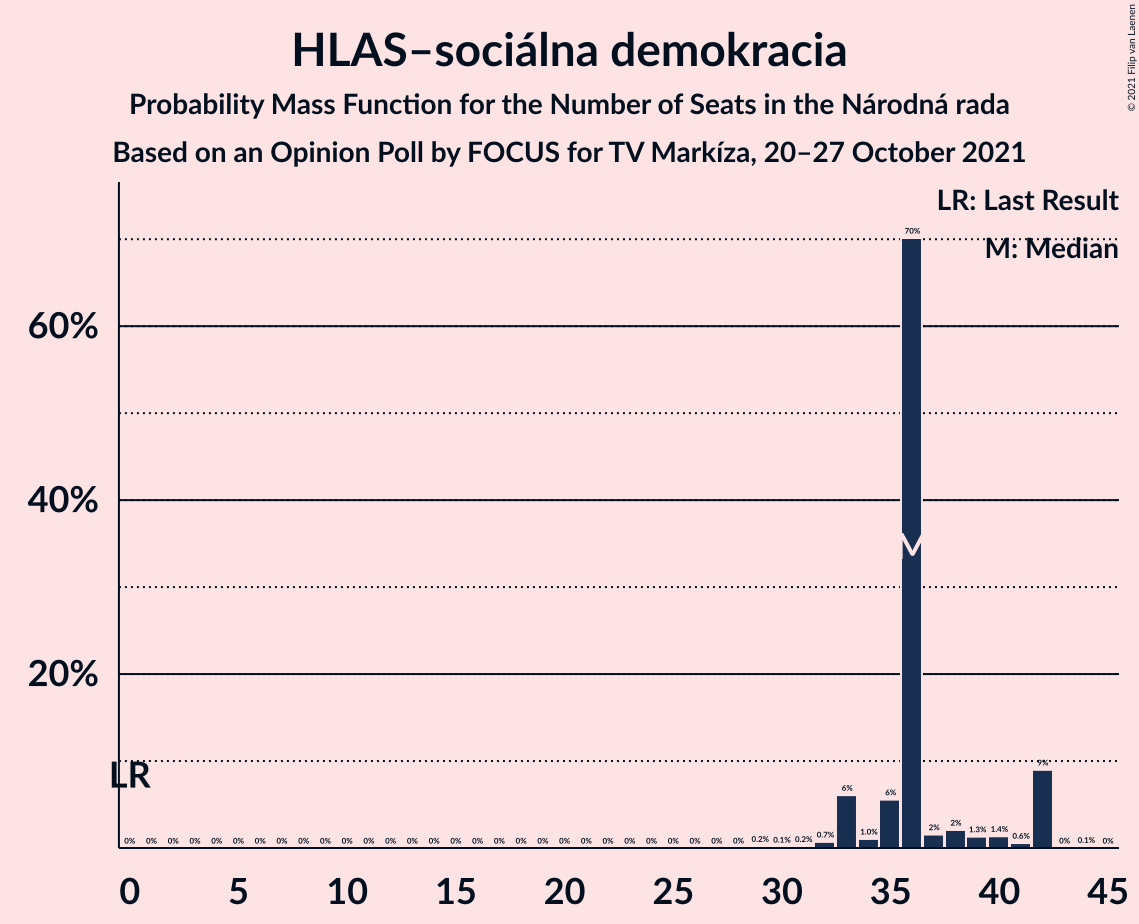 HLAS–sociálna demokracia
Probability Mass Function for the Number of Seats in the Národná rada
Based on an Opinion Poll by FOCUS for TV Markíza, 20–27 October 2021
© 2021 Filip van Laenen
LR: Last Result
M: Median
70%
60%
40%
M
20%
LR
0% 0% 0% 0% 0% 0% 0% 0% 0% 0% 0% 0% 0% 0% 0% 0% 0% 0% 0% 0% 0% 0% 0% 0% 0% 0% 0% 0% 0% 0.2% 0.1% 0.2% 0.7% 6% 1.0% 6% 2% 2% 1.3% 1.4% 0.6% 9% 0% 0.1% 0%
0 5 10 15 20 25 30 35 40 45